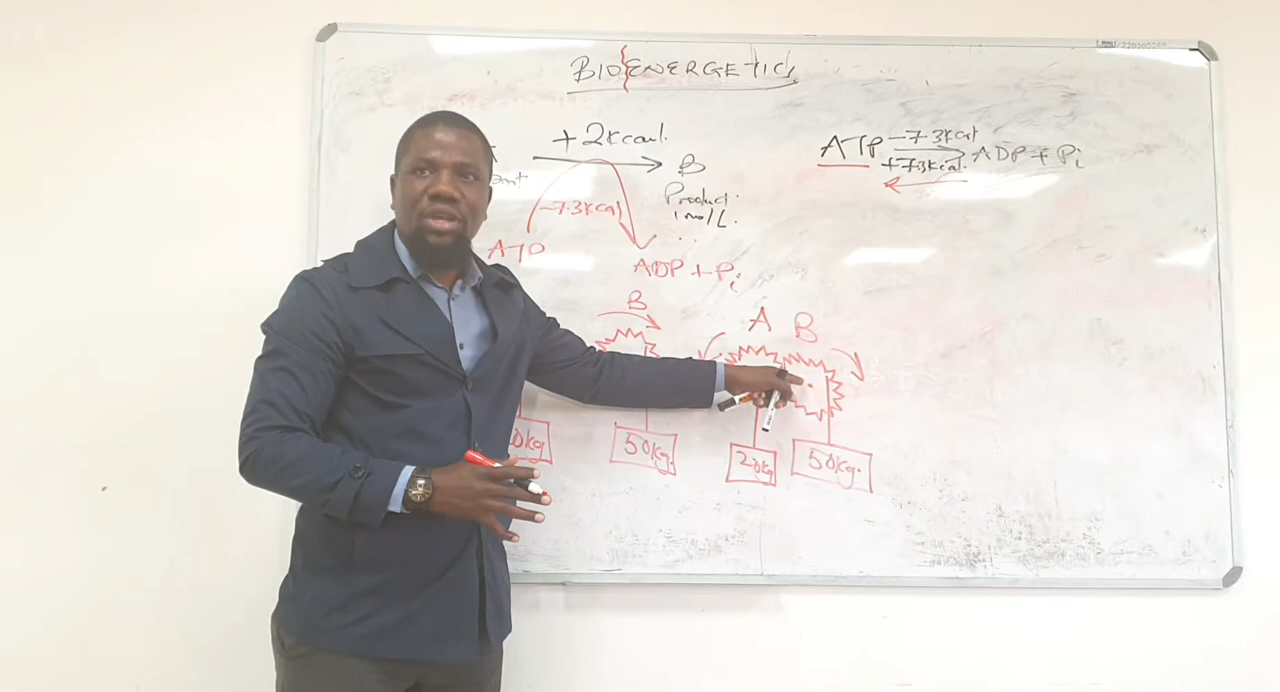 BIOENERGETICS
+2kcal.
B
Product.
1 mol/L.
-7.3kcal
ATP
ADP + Pi
ATP -7.3kcal ADP + Pi
+7.3kcal.
B
A B
50kg.
20kg
50kg.